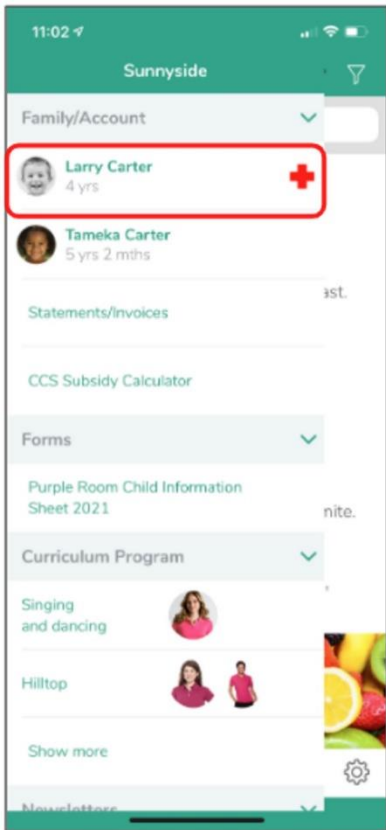 11:02
Sunnyside
Family/Account
Larry Carter
4 yrs
Tameka Carter
5 yrs 2 mths
ast.
Statements/Invoices
CCS Subsidy Calculator
Forms
Purple Room Child Information
Sheet 2021
nite.
Curriculum Program
Singing
and dancing
Hilltop
Show more
Newsletters